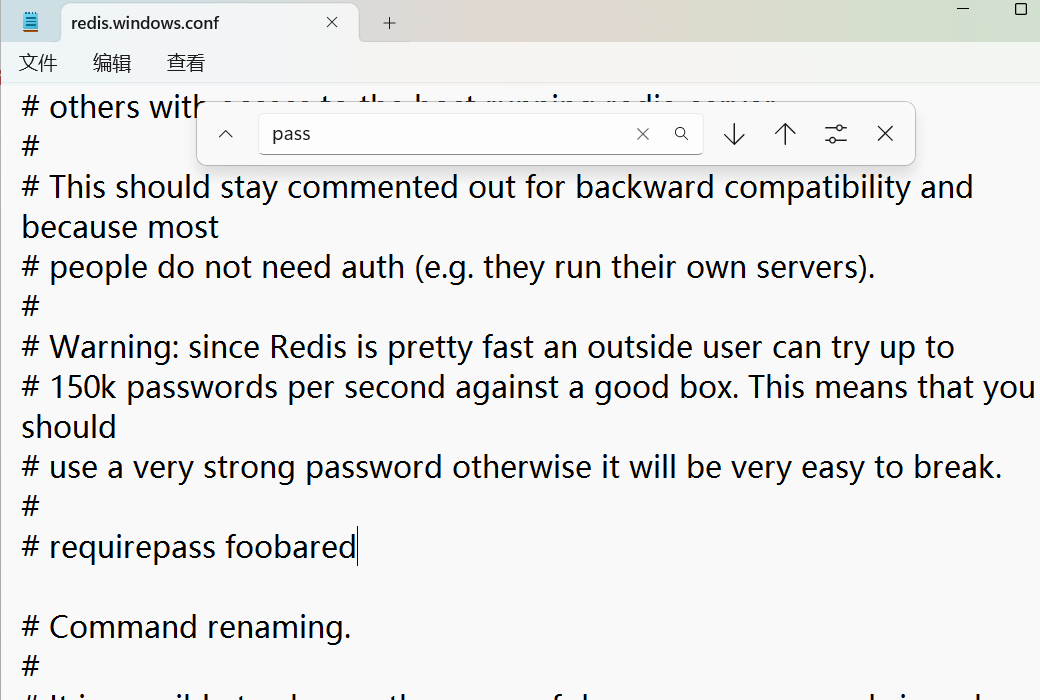 redis.windows.conf
文件 编辑 查看
# others with
pass
#
# This should stay commented out for backward compatibility and
because most
# people do not need auth (e.g. they run their own servers).
#
# Warning: since Redis is pretty fast an outside user can try up to
# 150k passwords per second against a good box. This means that you
should
# use a very strong password otherwise it will be very easy to break.
#
# requirepass foobared
# Command renaming.
#